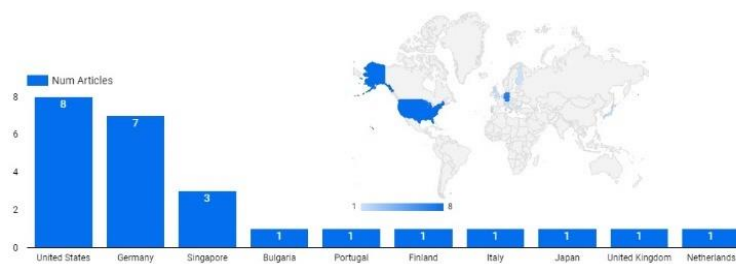 Num Articles
8
6
4
2
0
8
7
3
1
1
1
1
1
1
1
United States
Germany
Singapore
Bulgaria
Portugal
Finland
Italy
Japan
United Kingdom
Netherlands
1
8